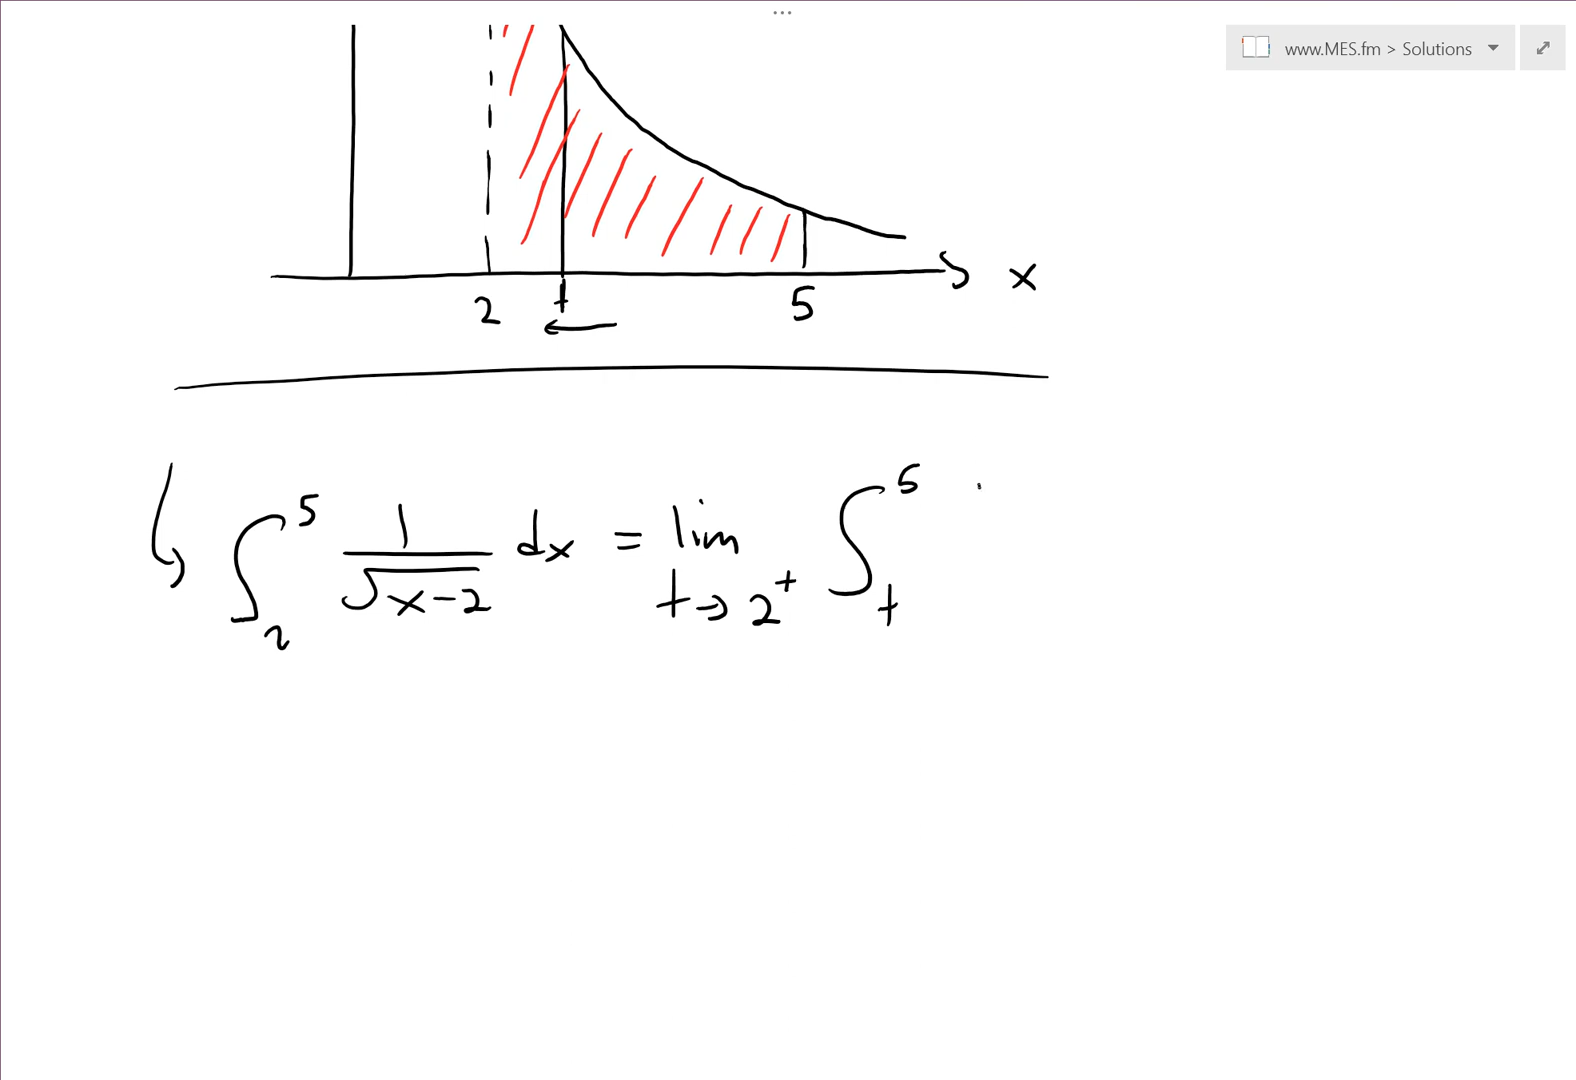 www.MES.fm > Solutions
2 t 5 x
∫₂⁵ 1/√(x-2) dx = lim t→2⁺ ∫ₜ⁵